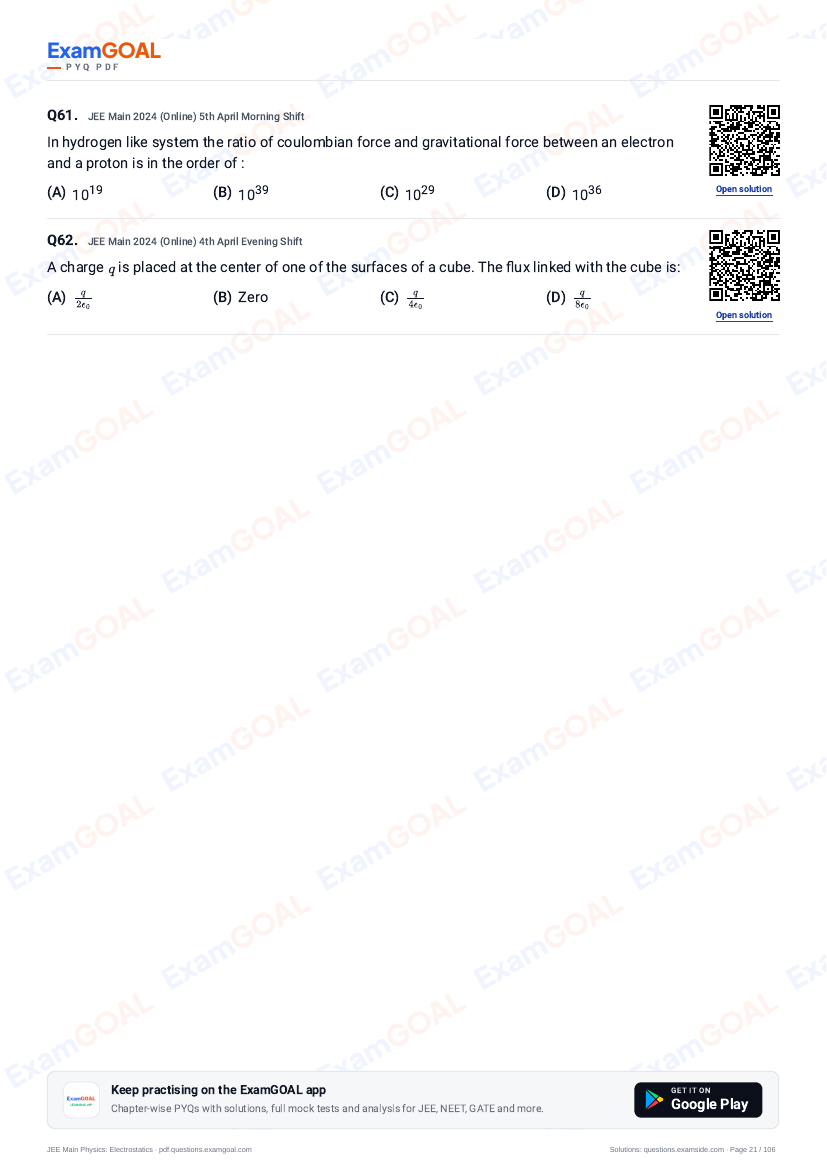 ExamGOAL
PYQ PDF
Q61. JEE Main 2024 (Online) 5th April Morning Shift
In hydrogen like system the ratio of coulombian force and gravitational force between an electron
and a proton is in the order of :
(A) 10^19 (B) 10^39 (C) 10^29 (D) 10^36
Open solution
Q62. JEE Main 2024 (Online) 4th April Evening Shift
A charge q is placed at the center of one of the surfaces of a cube. The flux linked with the cube is:
(A) q/2ϵ₀ (B) Zero (C) q/4ϵ₀ (D) q/8ϵ₀
Open solution
Keep practising on the ExamGOAL app
Chapter-wise PYQs with solutions, full mock tests and analysis for JEE, NEET, GATE and more.
GET IT ON
Google Play
JEE Main Physics: Electrostatics · pdf.questions.examgoal.com
Solutions: questions.examside.com · Page 21 / 106